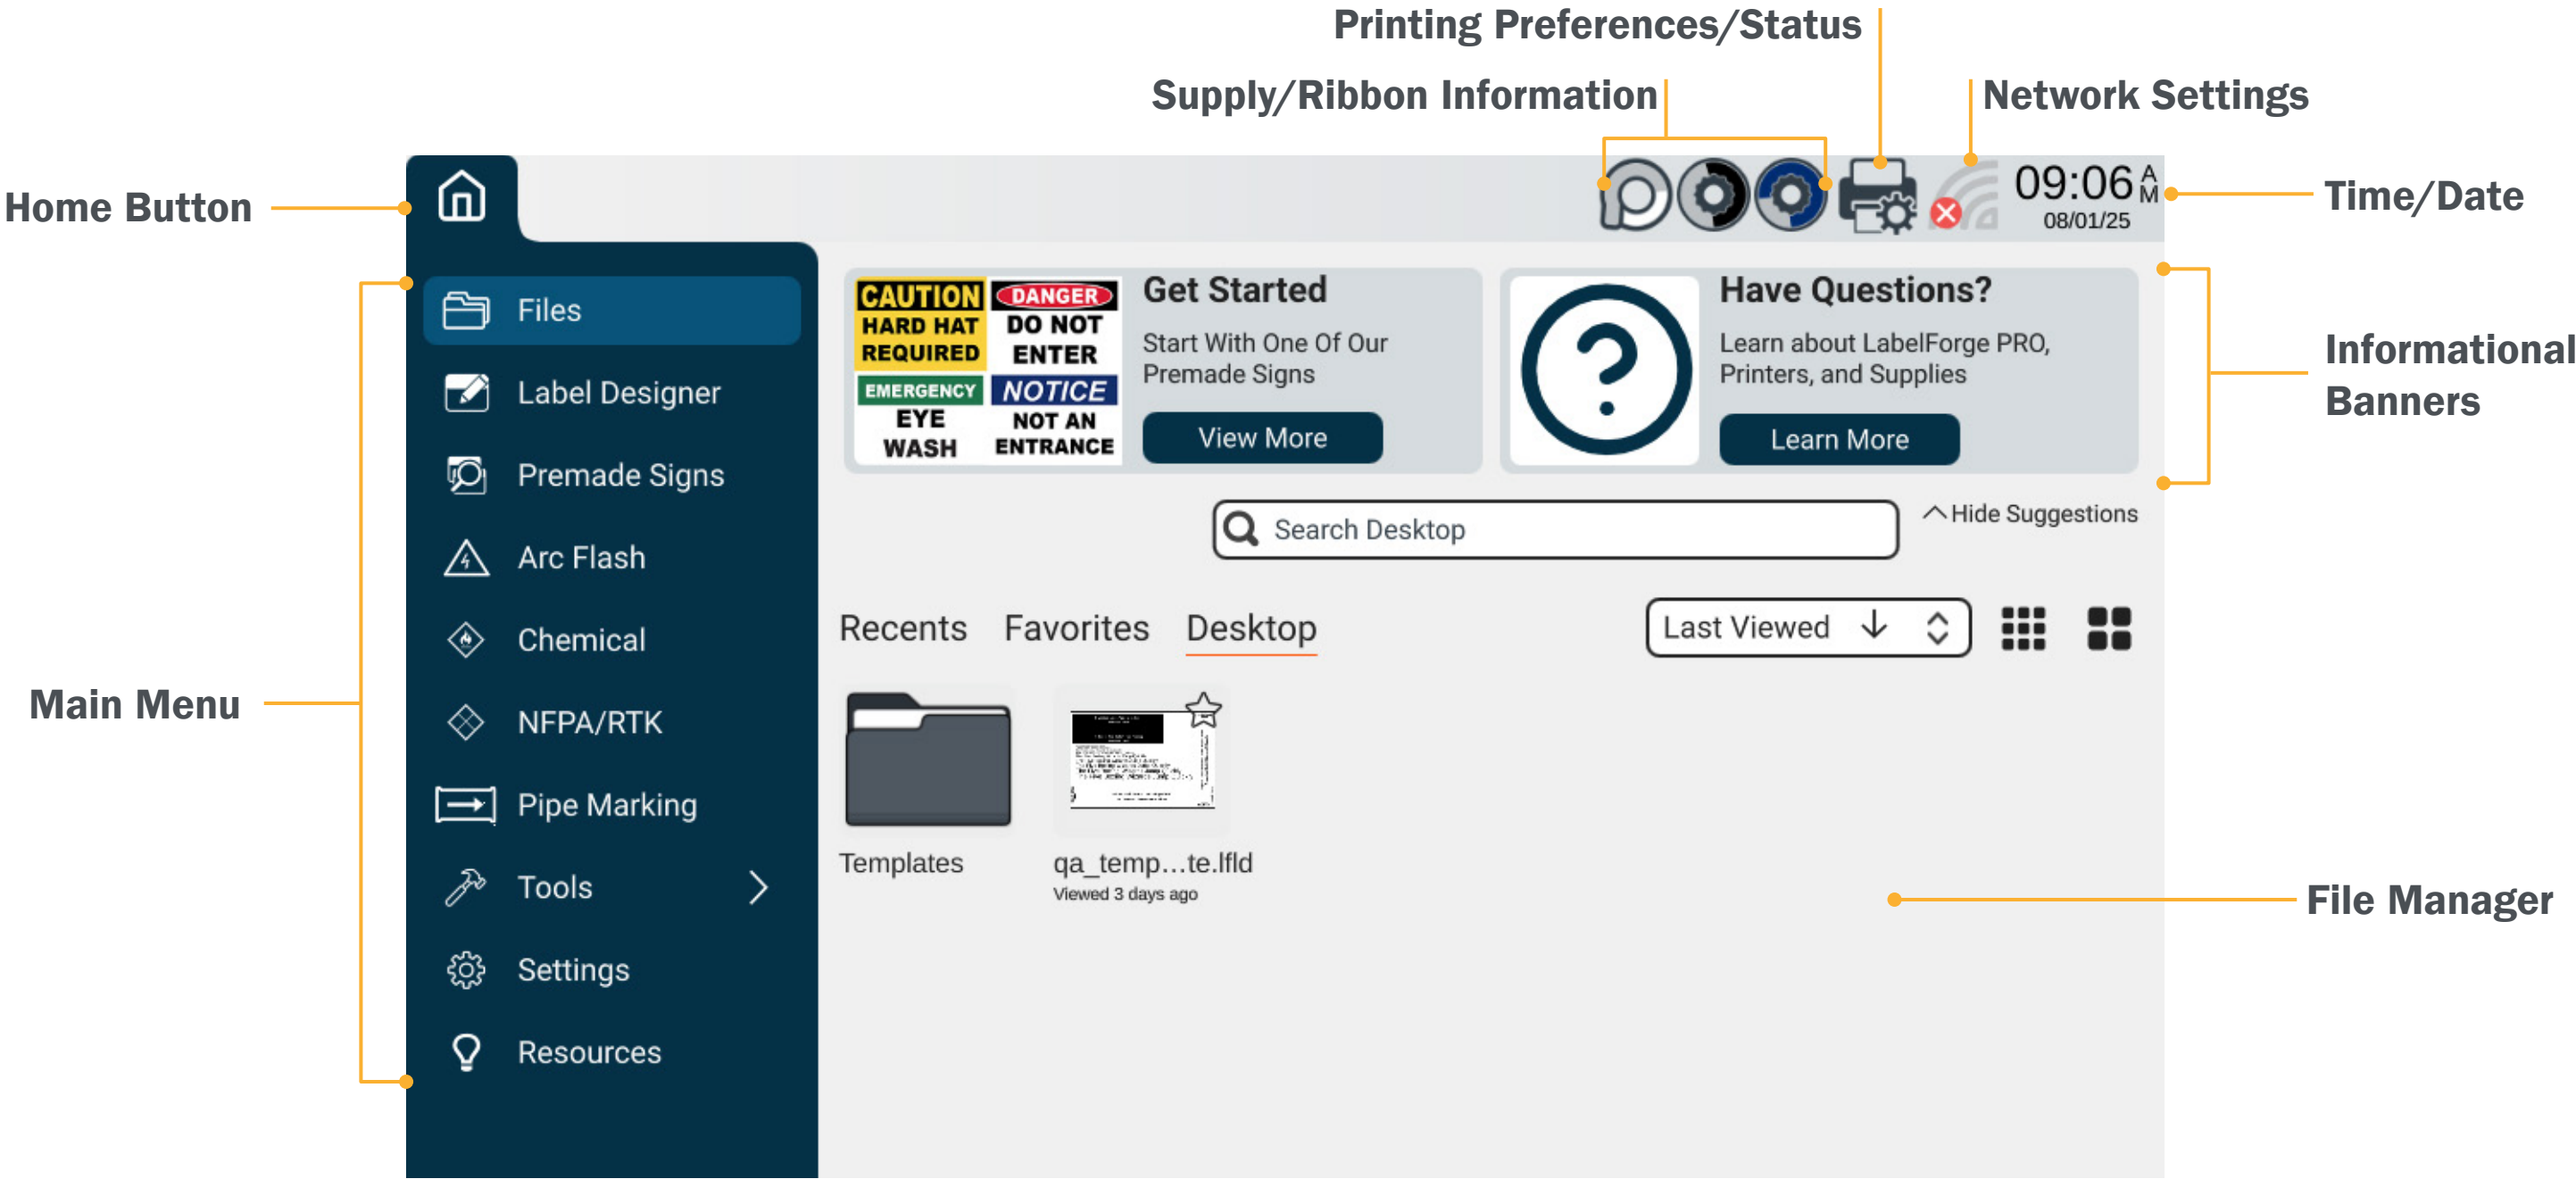 Printing Preferences/Status
Supply/Ribbon Information
Network Settings
Home Button
09:06 AM
08/01/25
Time/Date
Files
Label Designer
Premade Signs
Arc Flash
Chemical
NFPA/RTK
Pipe Marking
Tools
Settings
Resources
Main Menu
CAUTION
HARD HAT
REQUIRED
DANGER
DO NOT
ENTER
EMERGENCY
EYE
WASH
NOTICE
NOT AN
ENTRANCE
Get Started
Start With One Of Our
Premade Signs
View More
Have Questions?
Learn about LabelForge PRO,
Printers, and Supplies
Learn More
Informational
Banners
Search Desktop
Hide Suggestions
Recents Favorites Desktop
Last Viewed
Templates
qa_temp...te.lfld
Viewed 3 days ago
File Manager